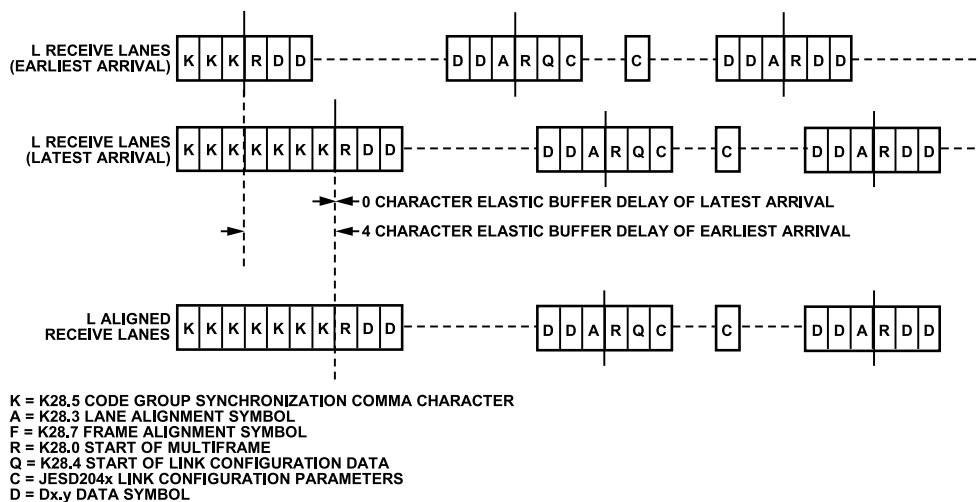 L RECEIVE LANES
(EARLIEST ARRIVAL)
K K K R D D
D D A R Q C
C
D D A R D D
L RECEIVE LANES
(LATEST ARRIVAL)
K K K K K K K R D D
D D A R Q C
C
D D A R D D
0 CHARACTER ELASTIC BUFFER DELAY OF LATEST ARRIVAL
4 CHARACTER ELASTIC BUFFER DELAY OF EARLIEST ARRIVAL
L ALIGNED
RECEIVE LANES
K K K K K K K R D D
D D A R Q C
C
D D A R D D
K = K28.5 CODE GROUP SYNCHRONIZATION COMMA CHARACTER
A = K28.3 LANE ALIGNMENT SYMBOL
F = K28.7 FRAME ALIGNMENT SYMBOL
R = K28.0 START OF MULTIFRAME
Q = K28.4 START OF LINK CONFIGURATION DATA
C = JESD204x LINK CONFIGURATION PARAMETERS
D = Dx.y DATA SYMBOL